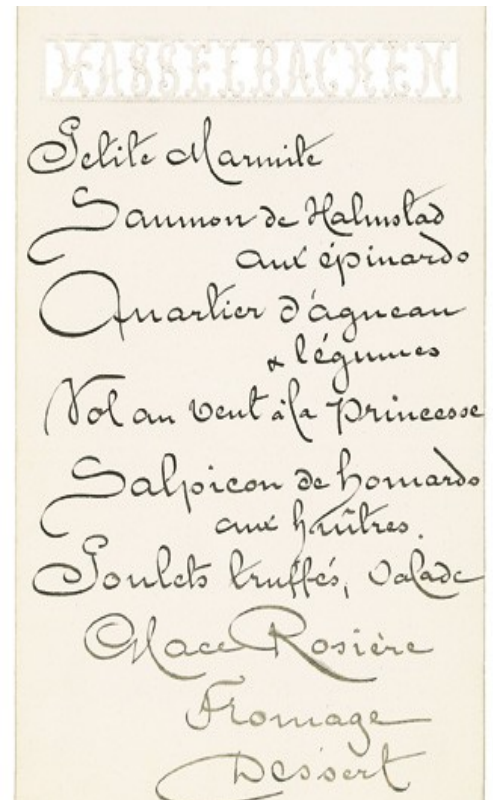 HASSELBACKEN
Petite Marmite
Saumon de Halmstad
aux épinards
Quartier d'agneau
& légumes
Vol au vent à la Princesse
Salpicon de homards
aux huîtres.
Poulets truffés, Salade
Glace Rosière
Fromage
Dessert